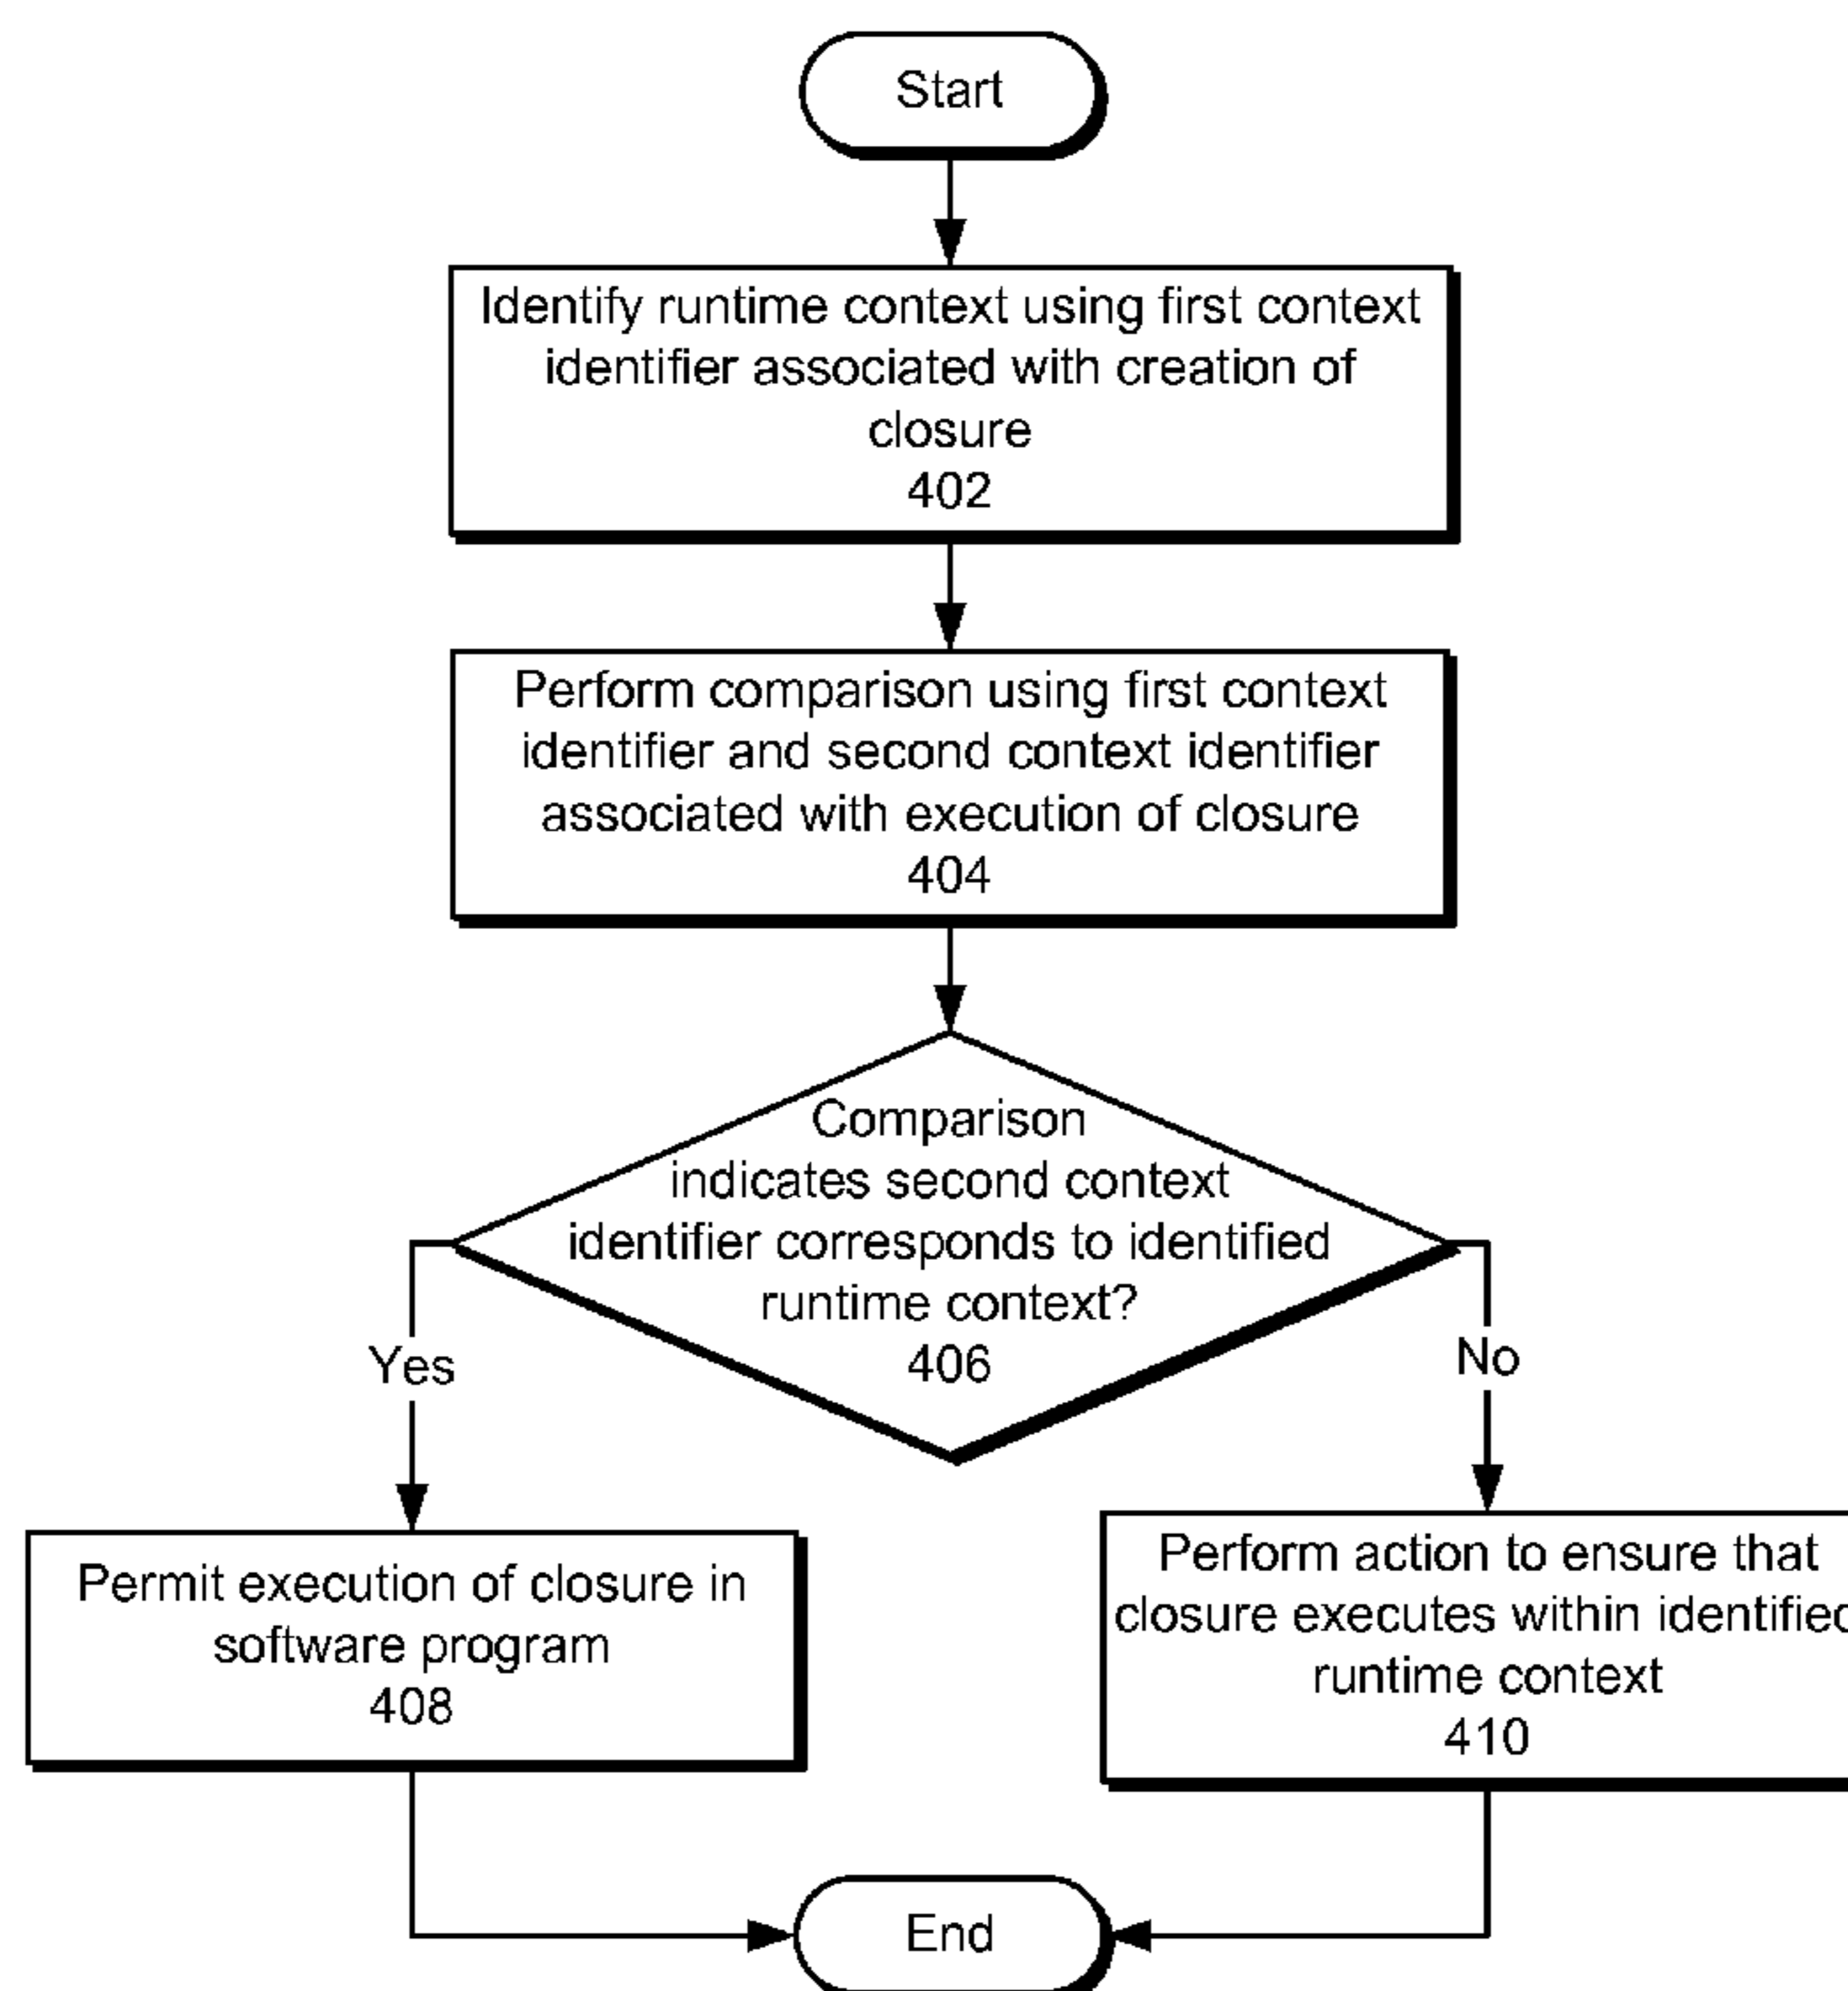 Start
Identify runtime context using first context
identifier associated with creation of
closure
402
Perform comparison using first context
identifier and second context identifier
associated with execution of closure
404
Comparison
indicates second context
identifier corresponds to identified
runtime context?
406
Yes
No
Permit execution of closure in
software program
408
Perform action to ensure that
closure executes within identified
runtime context
410
End